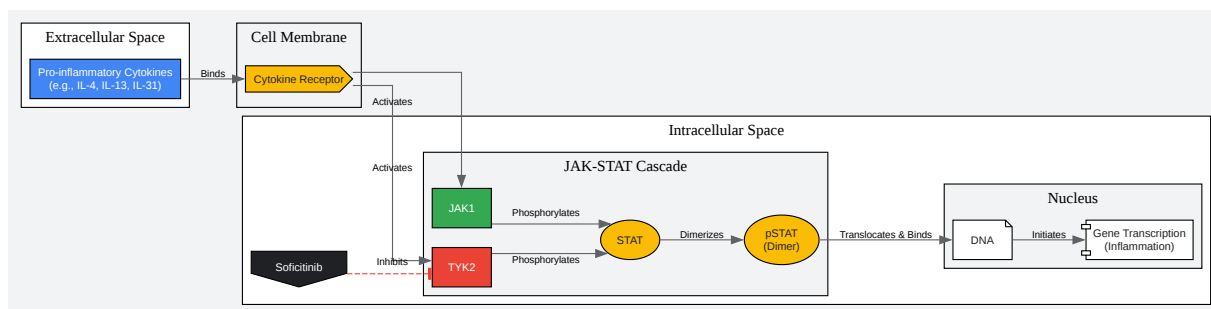 Extracellular Space
Pro-inflammatory Cytokines
(e.g., IL-4, IL-13, IL-31)
Binds
Cell Membrane
Cytokine Receptor
Activates
Activates
Intracellular Space
JAK-STAT Cascade
JAK1
Phosphorylates
STAT
Dimerizes
pSTAT
(Dimer)
Translocates & Binds
Nucleus
DNA
Initiates
Gene Transcription
(Inflammation)
Soficitinib
Inhibits
TYK2
Phosphorylates